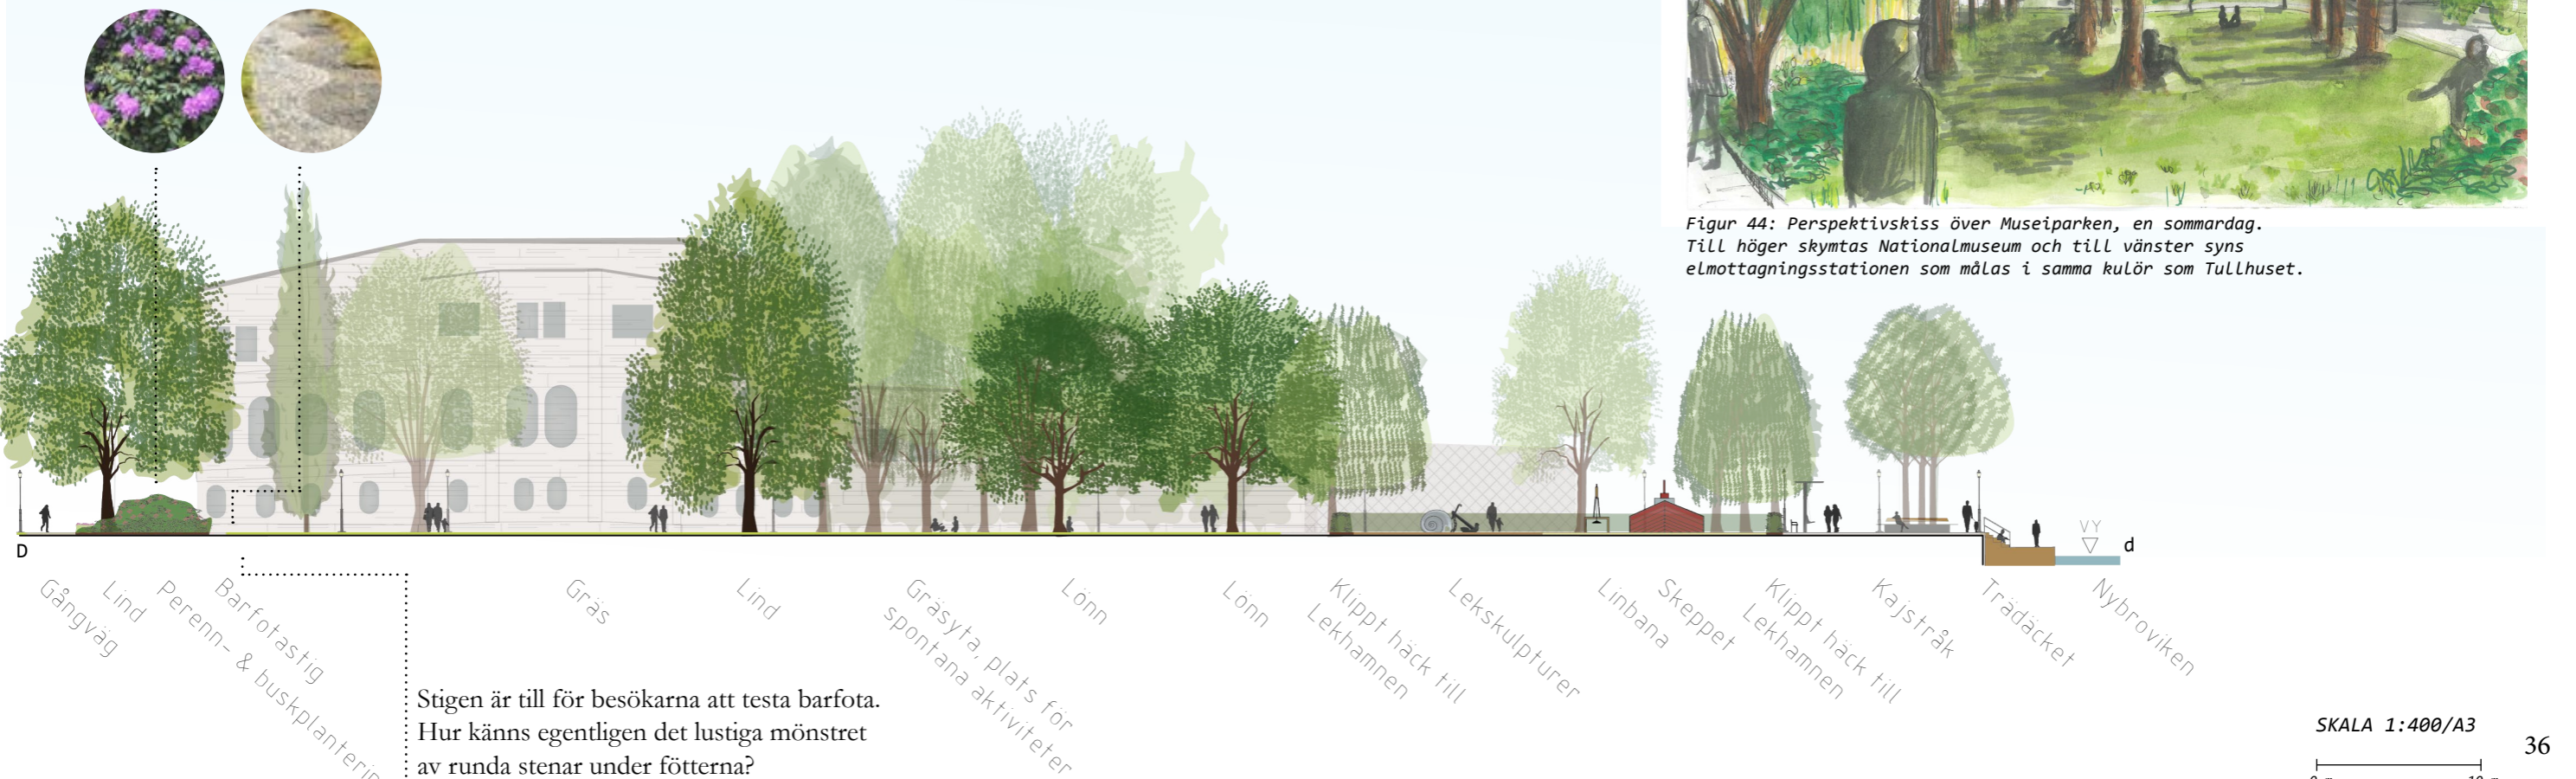 Figur 44: Perspektivskiss över Museiparken, en sommardag.
Till höger skymtas Nationalmuseum och till vänster syns
elmottagningsstationen som målas i samma kulör som Tullhuset.
VY
D
d
Gångväg
Lind
Perenn- & buskplantering
Barfotastig
Gräs
Lind
Gräsyta, plats för
spontana aktiviteter
Lönn
Lönn
Klippt häck till
Lekhamnen
Lekskulpturer
Linbana
Skeppet
Klippt häck till
Lekhamnen
Kajstråk
Trädäcket
Nybroviken
Stigen är till för besökarna att testa barfota.
Hur känns egentligen det lustiga mönstret
av runda stenar under fötterna?
SKALA 1:400/A3
36